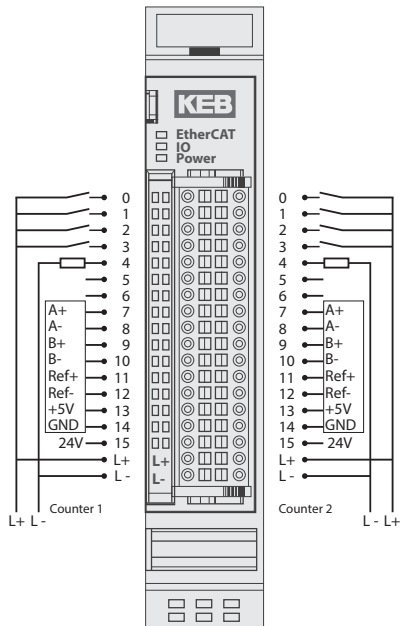 KEB
EtherCAT
IO
Power
0 0
1 1
2 2
3 3
4 4
5 5
6 6
A+ 7 7 A+
A- 8 8 A-
B+ 9 9 B+
B- 10 10 B-
Ref+ 11 11 Ref+
Ref- 12 12 Ref-
+5V 13 13 +5V
GND 14 14 GND
24V 15 15 24V
L+ L+ L+
L - L- L -
Counter 1 Counter 2
L+ L - L - L+